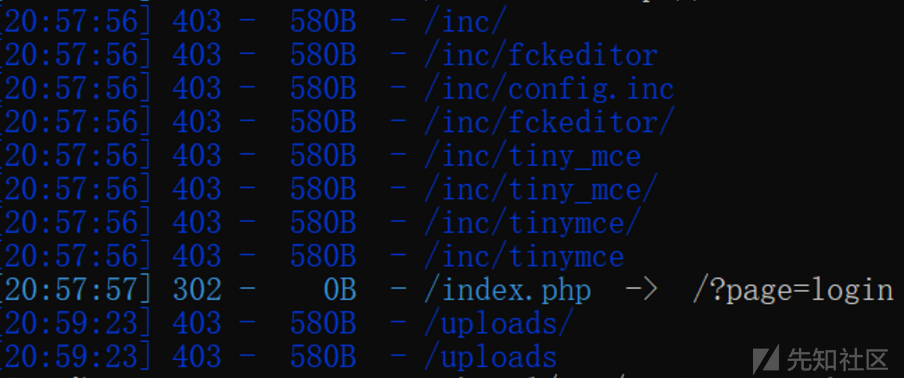 [20:57:56] 403 -  580B  - /inc/
[20:57:56] 403 -  580B  - /inc/fckeditor
[20:57:56] 403 -  580B  - /inc/config.inc
[20:57:56] 403 -  580B  - /inc/fckeditor/
[20:57:56] 403 -  580B  - /inc/tiny_mce
[20:57:56] 403 -  580B  - /inc/tiny_mce/
[20:57:56] 403 -  580B  - /inc/tinymce/
[20:57:56] 403 -  580B  - /inc/tinymce
[20:57:57] 302 -    0B  - /index.php  ->  /?page=login
[20:59:23] 403 -  580B  - /uploads/
[20:59:23] 403 -  580B  - /uploads
先知社区